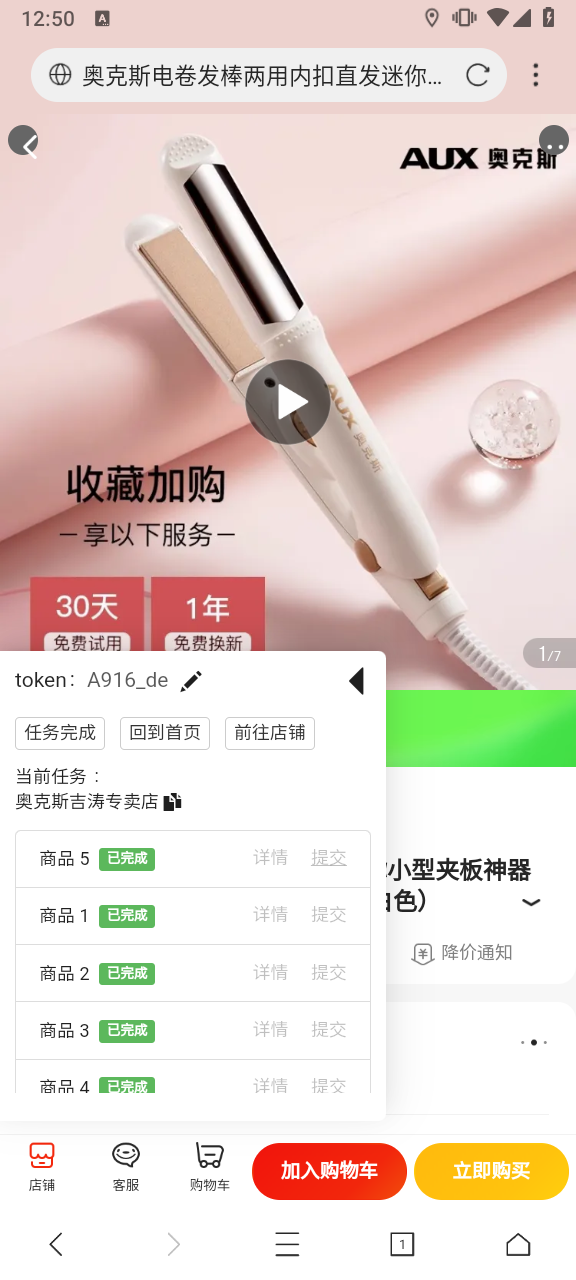 12:50
A
奥克斯电卷发棒两用内扣直发迷你...
AUX 奥克斯
AUX 奥克斯
收藏加购
享以下服务
30天 1年
免费试用 免费换新
1/7
token: A916_de
任务完成 回到首页 前往店铺
当前任务：
奥克斯吉涛专卖店
小型夹板神器
白色）
降价通知
商品 5 已完成 详情 提交
商品 1 已完成 详情 提交
商品 2 已完成 详情 提交
商品 3 已完成 详情 提交
商品 4 已完成 详情 提交
店铺 客服 购物车 加入购物车 立即购买
1